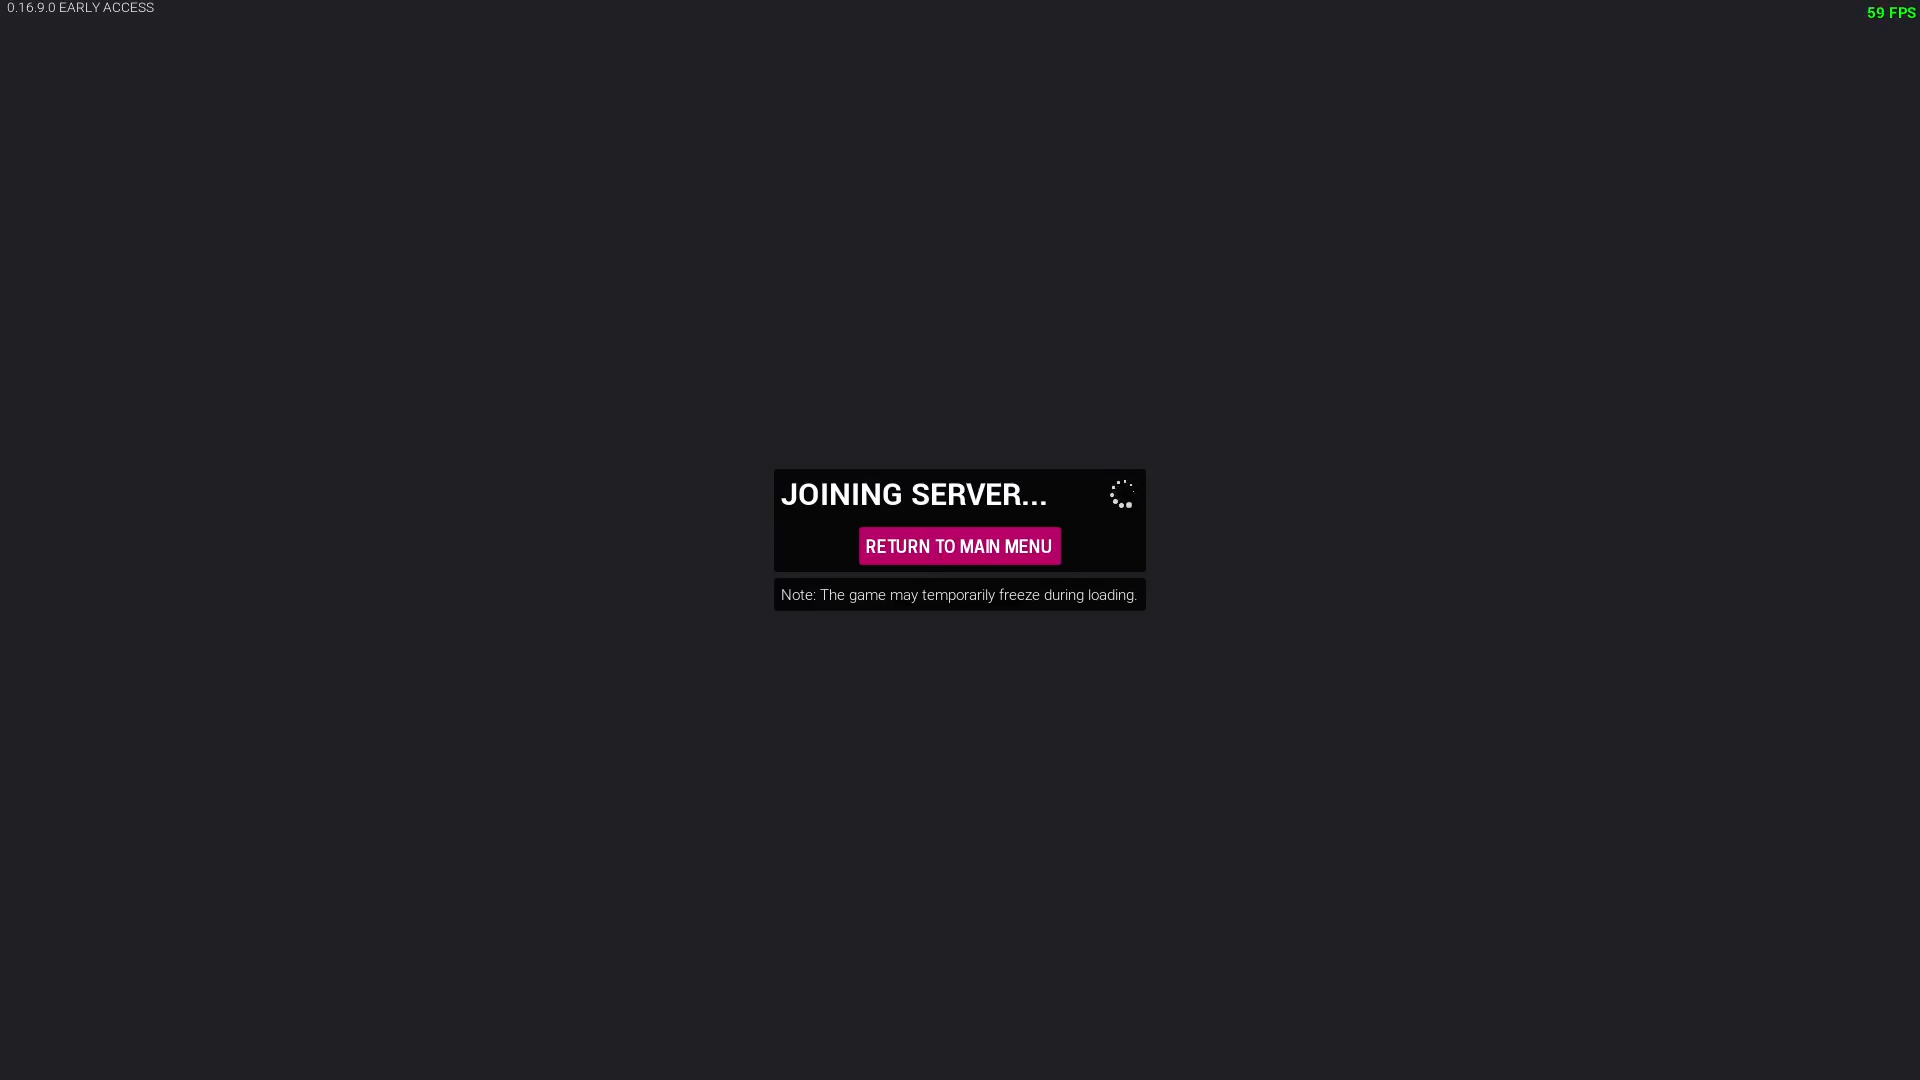 0.16.9.0 EARLY ACCESS
59 FPS
JOINING SERVER...
RETURN TO MAIN MENU
Note: The game may temporarily freeze during loading.